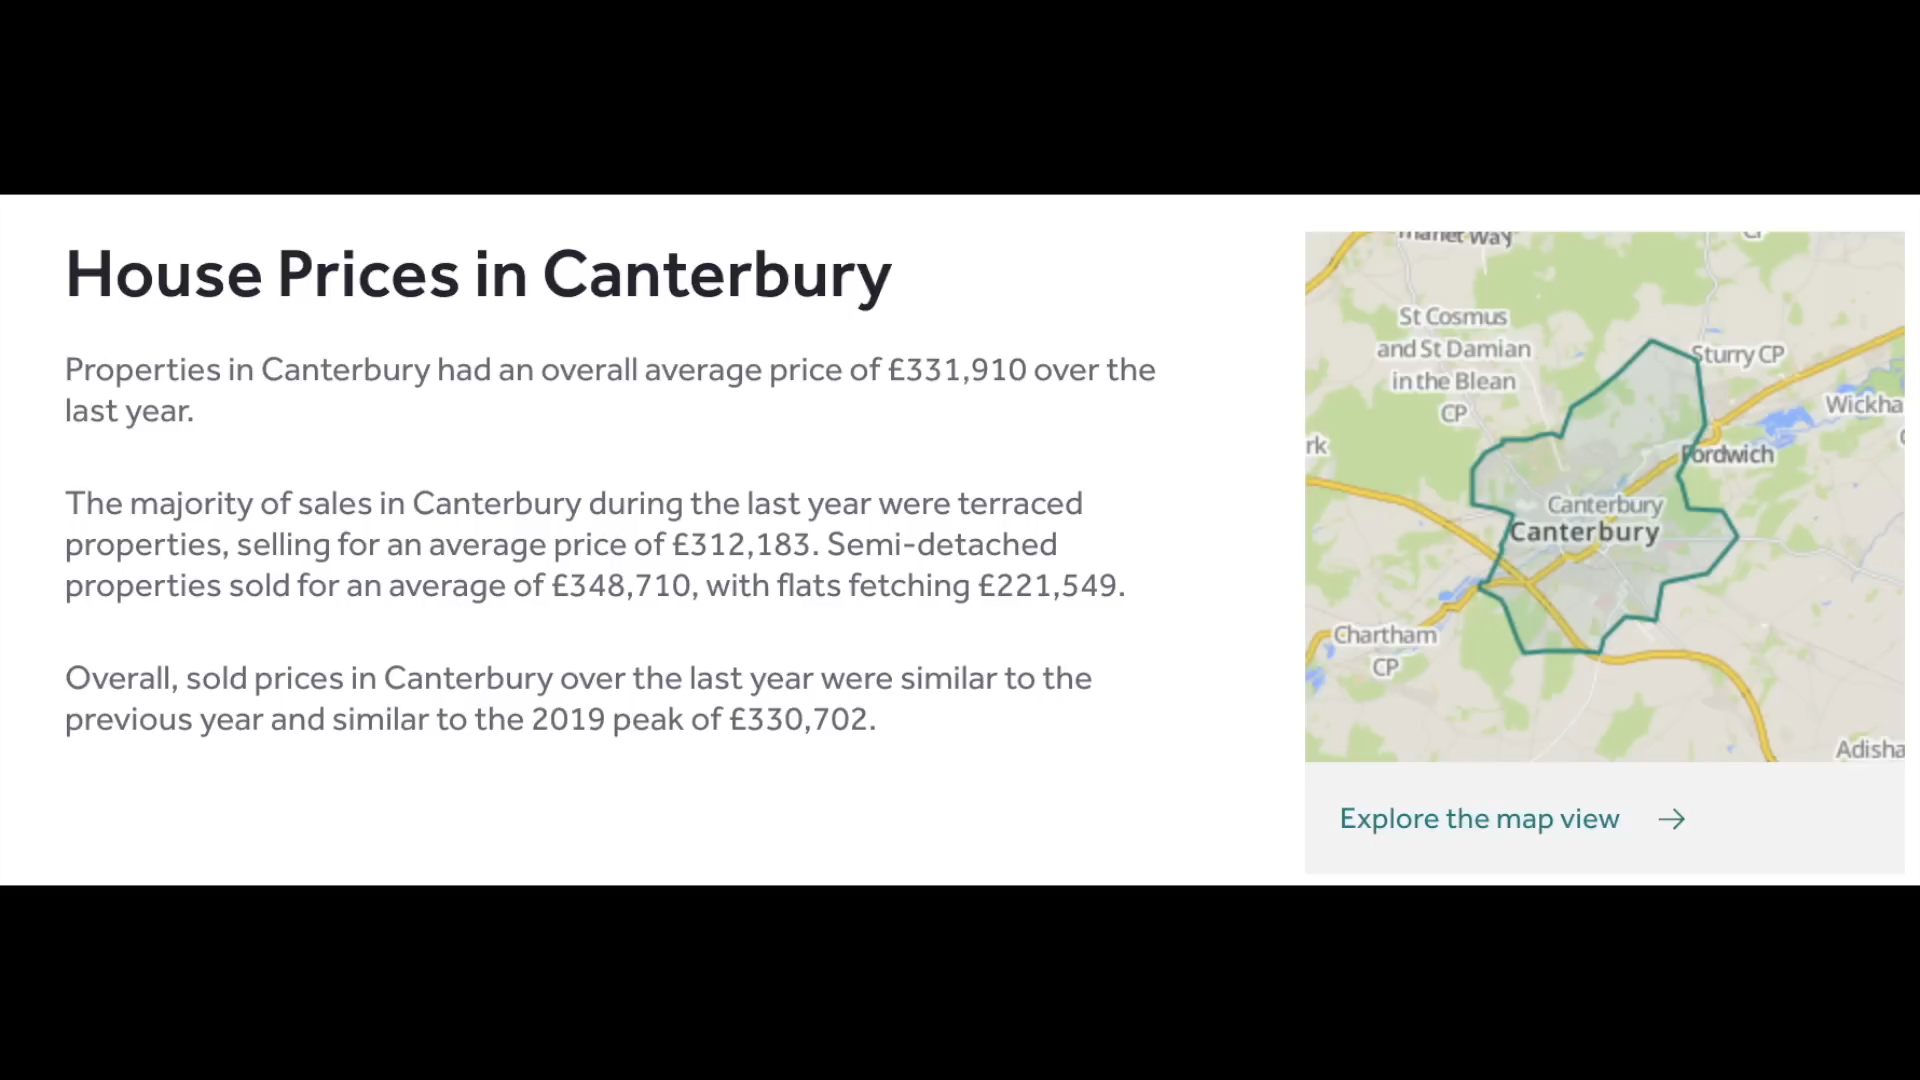 House Prices in Canterbury
Properties in Canterbury had an overall average price of £331,910 over the
last year.
The majority of sales in Canterbury during the last year were terraced
properties, selling for an average price of £312,183. Semi-detached
properties sold for an average of £348,710, with flats fetching £221,549.
Overall, sold prices in Canterbury over the last year were similar to the
previous year and similar to the 2019 peak of £330,702.
Way
St Cosmus
and St Damian
in the Blean
CP
Sturry CP
Wickha
rk
Fordwich
Canterbury
Canterbury
Chartham
CP
Adisha
Explore the map view →